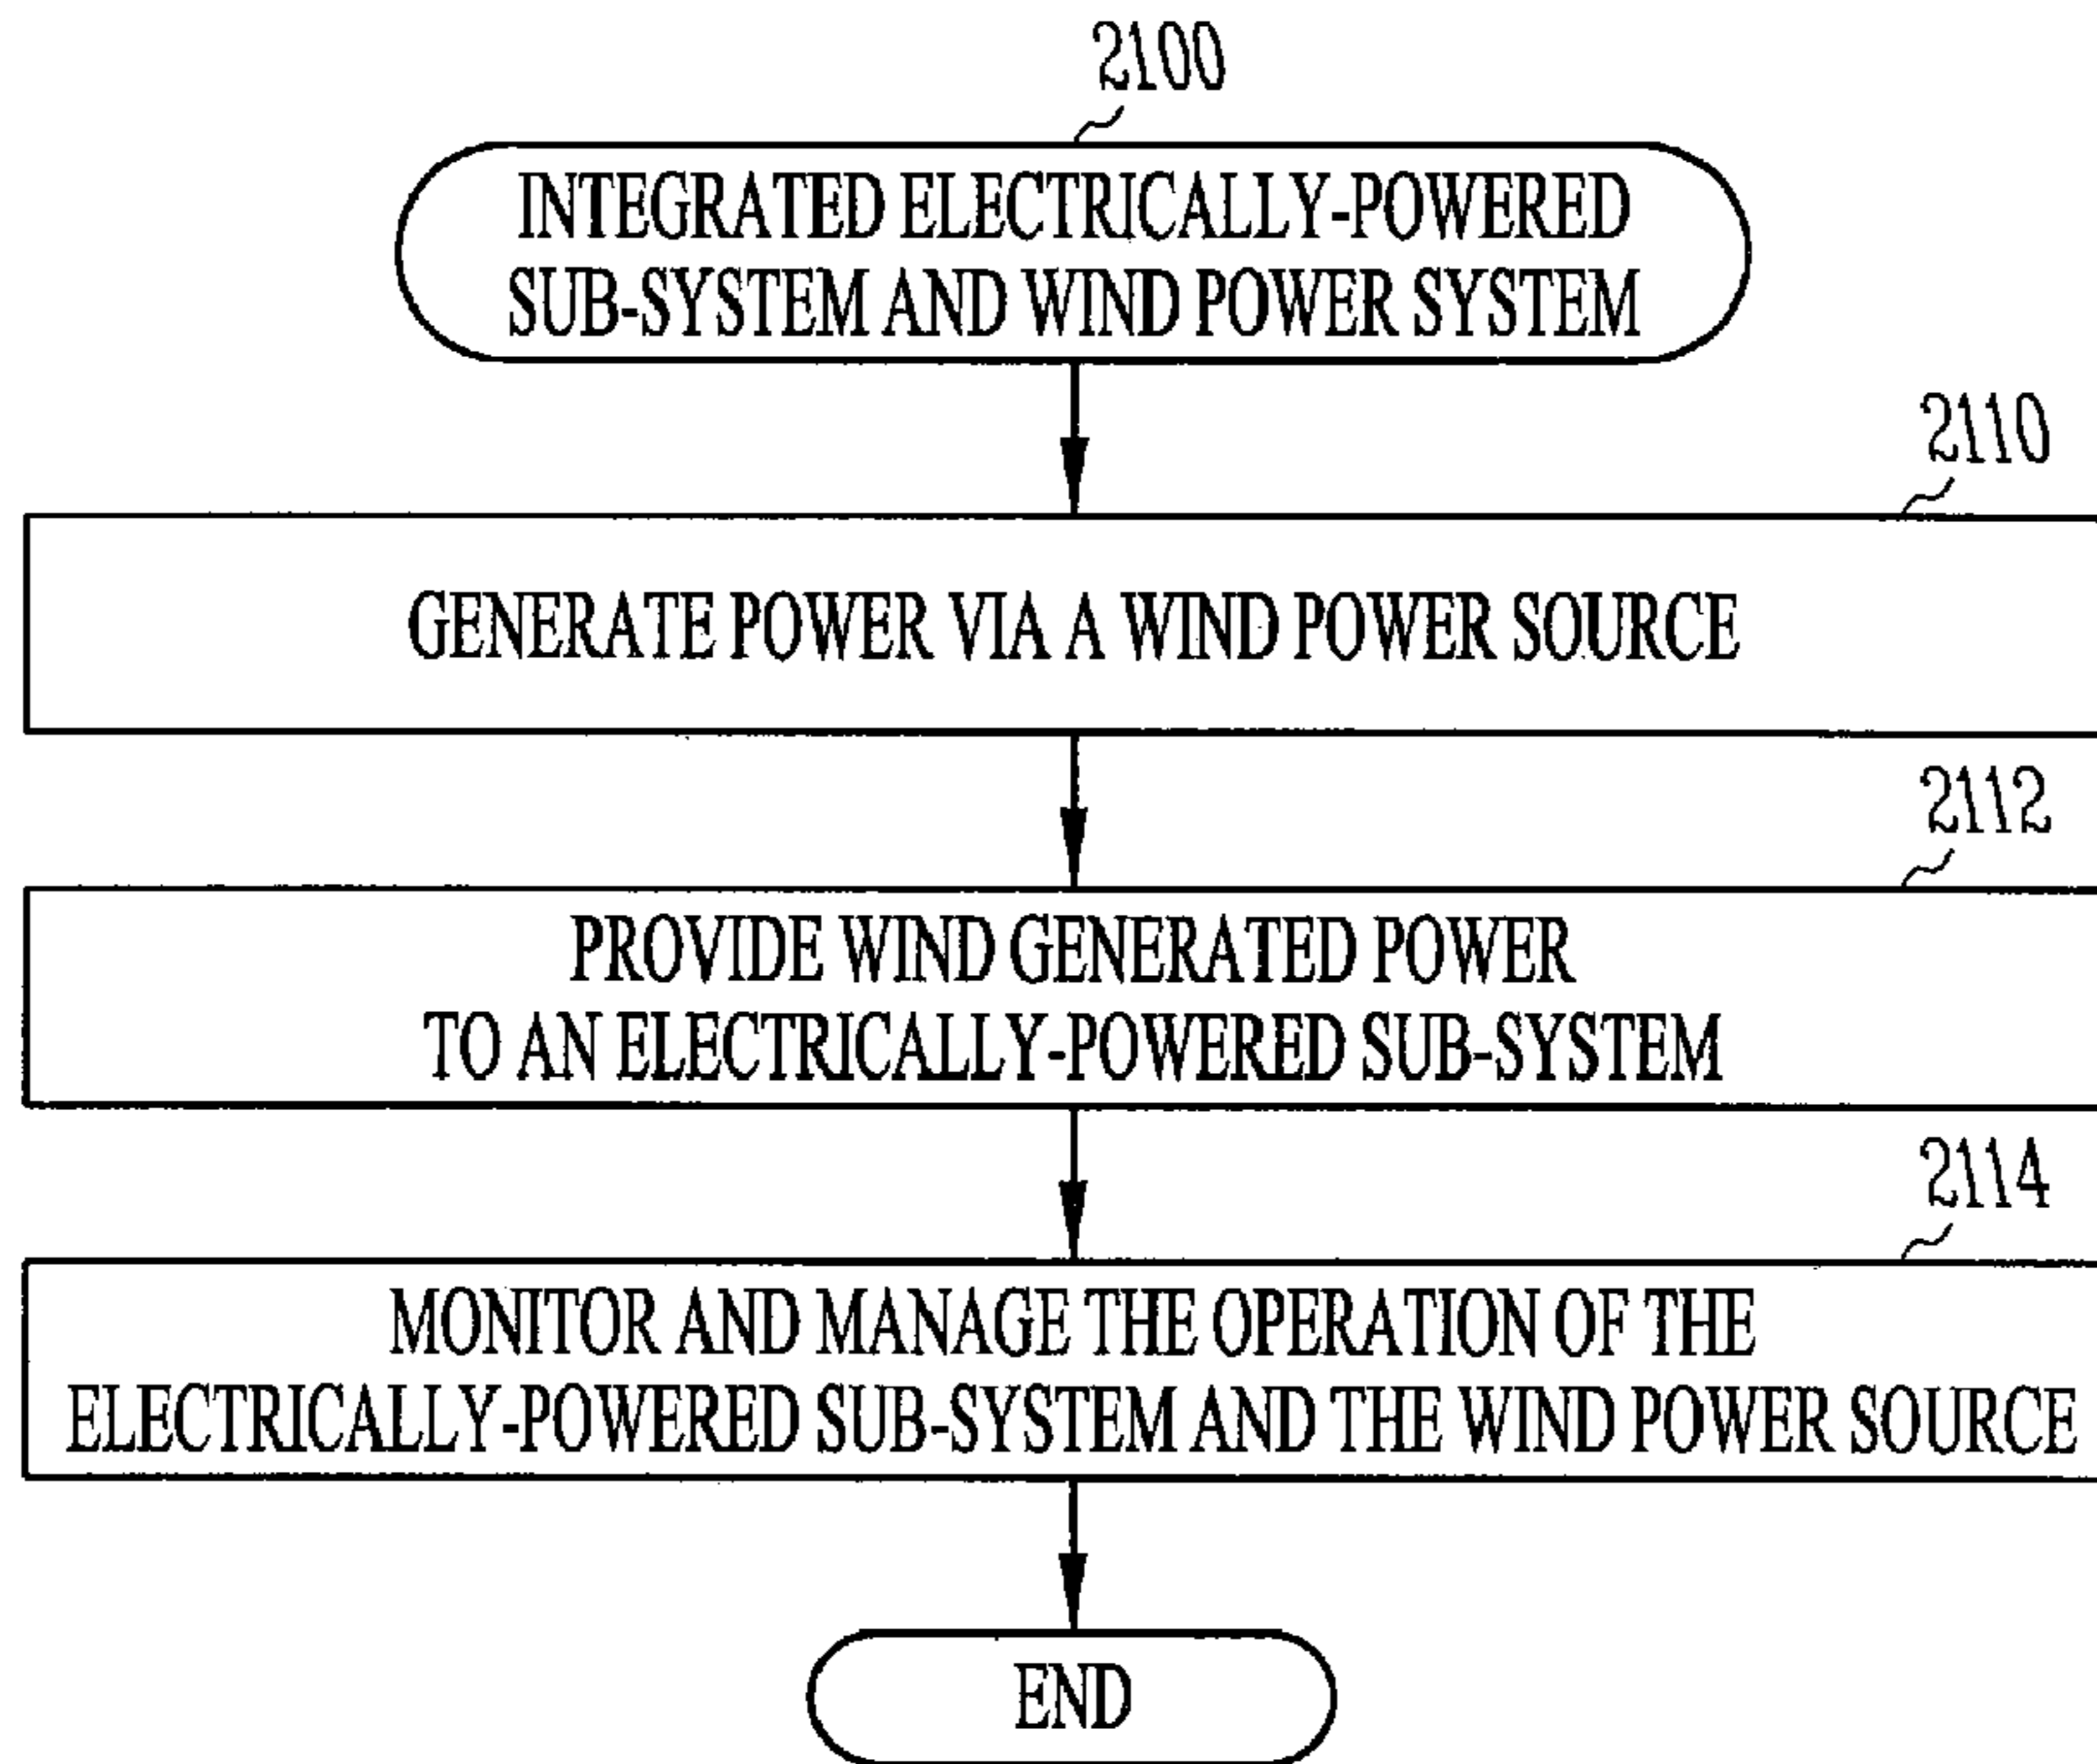 2100
INTEGRATED ELECTRICALLY-POWERED
SUB-SYSTEM AND WIND POWER SYSTEM
2110
GENERATE POWER VIA A WIND POWER SOURCE
2112
PROVIDE WIND GENERATED POWER
TO AN ELECTRICALLY-POWERED SUB-SYSTEM
2114
MONITOR AND MANAGE THE OPERATION OF THE
ELECTRICALLY-POWERED SUB-SYSTEM AND THE WIND POWER SOURCE
END